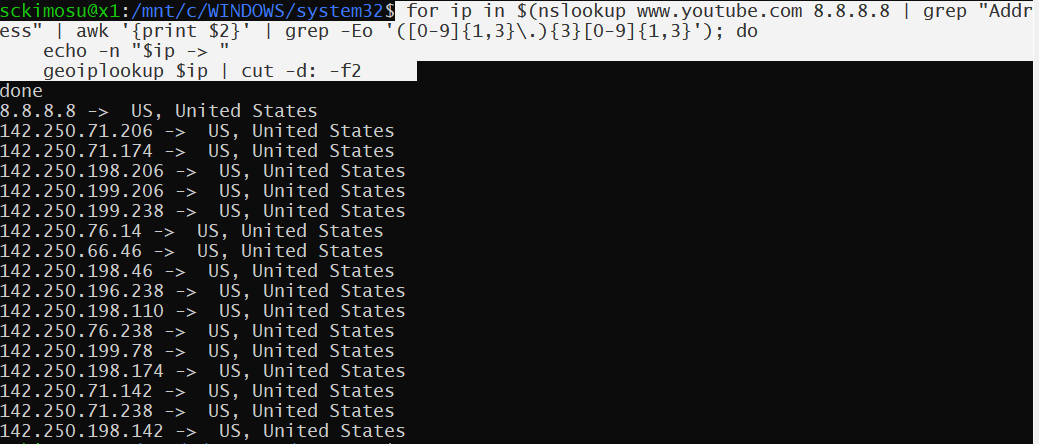 sckimosu@x1:/mnt/c/WINDOWS/system32$ for ip in $(nslookup www.youtube.com 8.8.8.8 | grep "Addr
ess" | awk '{print $2}' | grep -Eo '([0-9]{1,3}\.){3}[0-9]{1,3}'); do
    echo -n "$ip -> "
    geoiplookup $ip | cut -d: -f2
done
8.8.8.8 ->  US, United States
142.250.71.206 ->  US, United States
142.250.71.174 ->  US, United States
142.250.198.206 ->  US, United States
142.250.199.206 ->  US, United States
142.250.199.238 ->  US, United States
142.250.76.14 ->  US, United States
142.250.66.46 ->  US, United States
142.250.198.46 ->  US, United States
142.250.196.238 ->  US, United States
142.250.198.110 ->  US, United States
142.250.76.238 ->  US, United States
142.250.199.78 ->  US, United States
142.250.198.174 ->  US, United States
142.250.71.142 ->  US, United States
142.250.71.238 ->  US, United States
142.250.198.142 ->  US, United States